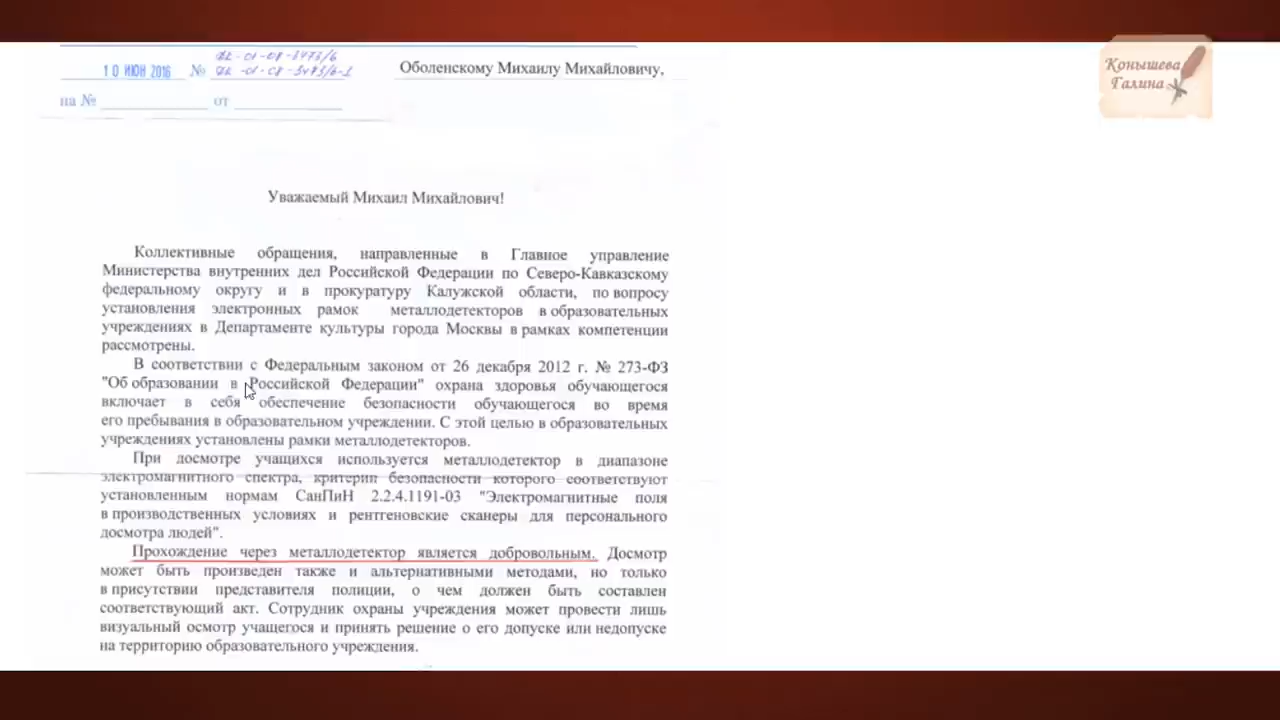 10 ИЮН 2016 №
Оболенскому Михаилу Михайловичу,
Конышева
Галина
на № от
Уважаемый Михаил Михайлович!
Коллективные обращения, направленные в Главное управление
Министерства внутренних дел Российской Федерации по Северо-Кавказскому
федеральному округу и в прокуратуру Калужской области, по вопросу
установления электронных рамок металлодетекторов в образовательных
учреждениях в Департаменте культуры города Москвы в рамках компетенции
рассмотрены.
В соответствии с Федеральным законом от 26 декабря 2012 г. № 273-ФЗ
"Об образовании в Российской Федерации" охрана здоровья обучающегося
включает в себя обеспечение безопасности обучающегося во время
его пребывания в образовательном учреждении. С этой целью в образовательных
учреждениях установлены рамки металлодетекторов.
При досмотре учащихся используется металлодетектор в диапазоне
электромагнитного спектра, критерии безопасности которого соответствуют
установленным нормам СанПиН 2.2.4.1191-03 "Электромагнитные поля
в производственных условиях и рентгеновские сканеры для персонального
досмотра людей".
Прохождение через металлодетектор является добровольным. Досмотр
может быть произведен также и альтернативными методами, но только
в присутствии представителя полиции, о чем должен быть составлен
соответствующий акт. Сотрудник охраны учреждения может провести лишь
визуальный осмотр учащегося и принять решение о его допуске или недопуске
на территорию образовательного учреждения.